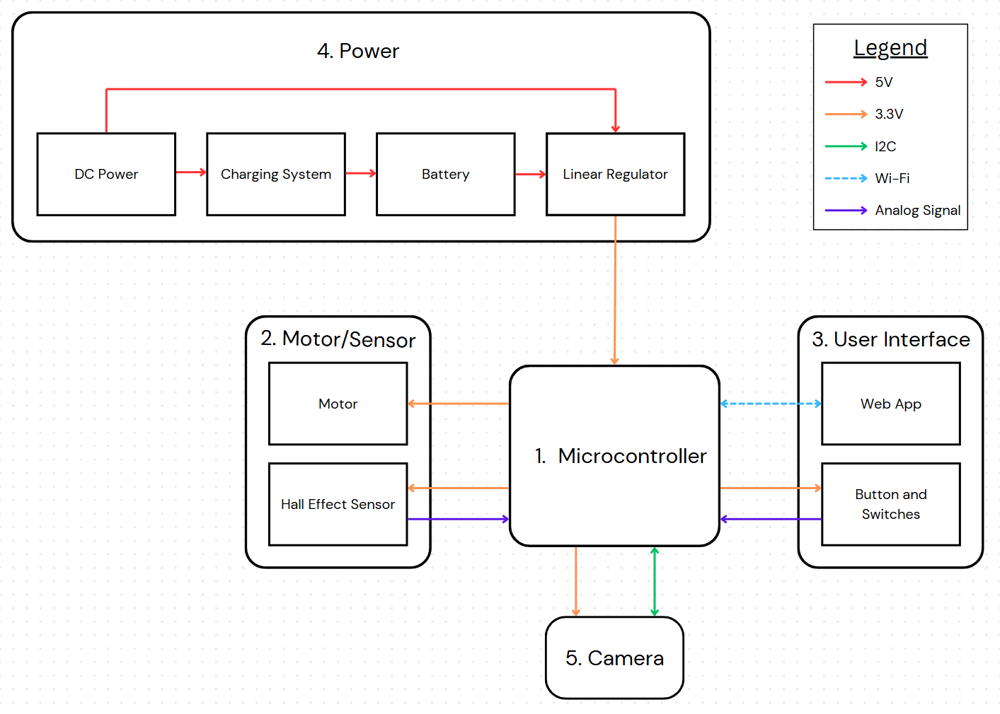 4. Power
DC Power
Charging System
Battery
Linear Regulator
Legend
5V
3.3V
I2C
Wi-Fi
Analog Signal
2. Motor/Sensor
Motor
Hall Effect Sensor
1. Microcontroller
3. User Interface
Web App
Button and
Switches
5. Camera